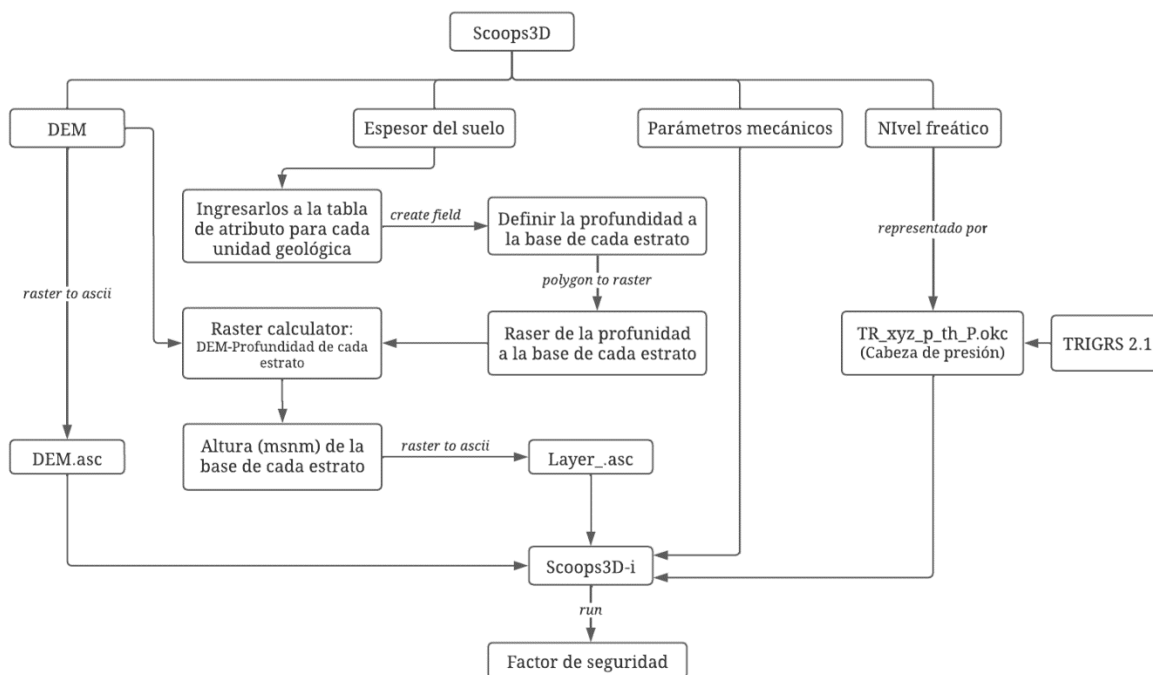 Scoops3D
DEM
Espesor del suelo
Parámetros mecánicos
NIvel freático
Ingresarlos a la tabla
de atributo para cada
unidad geológica
create field
Definir la profundidad a
la base de cada estrato
representado por
raster to ascii
polygon to raster
Raster calculator:
DEM-Profundidad de cada
estrato
Raser de la profunidad
a la base de cada estrato
TR_xyz_p_th_P.okc
(Cabeza de presión)
TRIGRS 2.1
DEM.asc
Altura (msnm) de la
base de cada estrato
raster to ascii
Layer_.asc
Scoops3D-i
run
Factor de seguridad